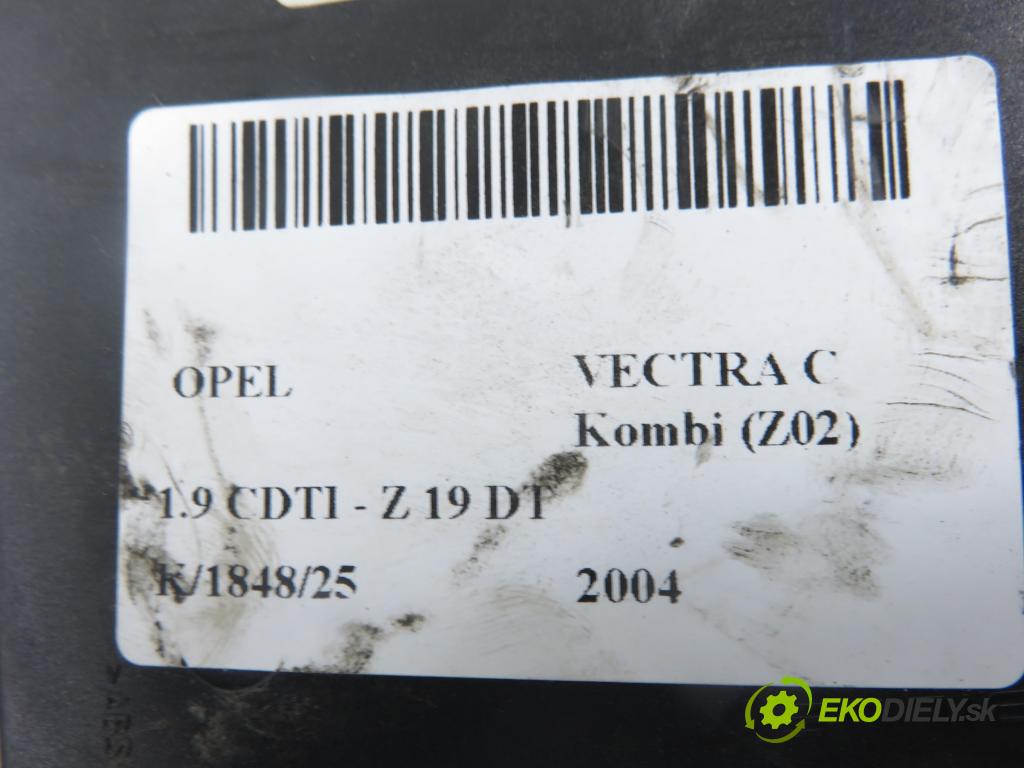 OPEL
VECTRA C
Kombi (Z02)
1.9 CDTI - Z 19 DT
K/1848/25
2004
EKODIELY.sk